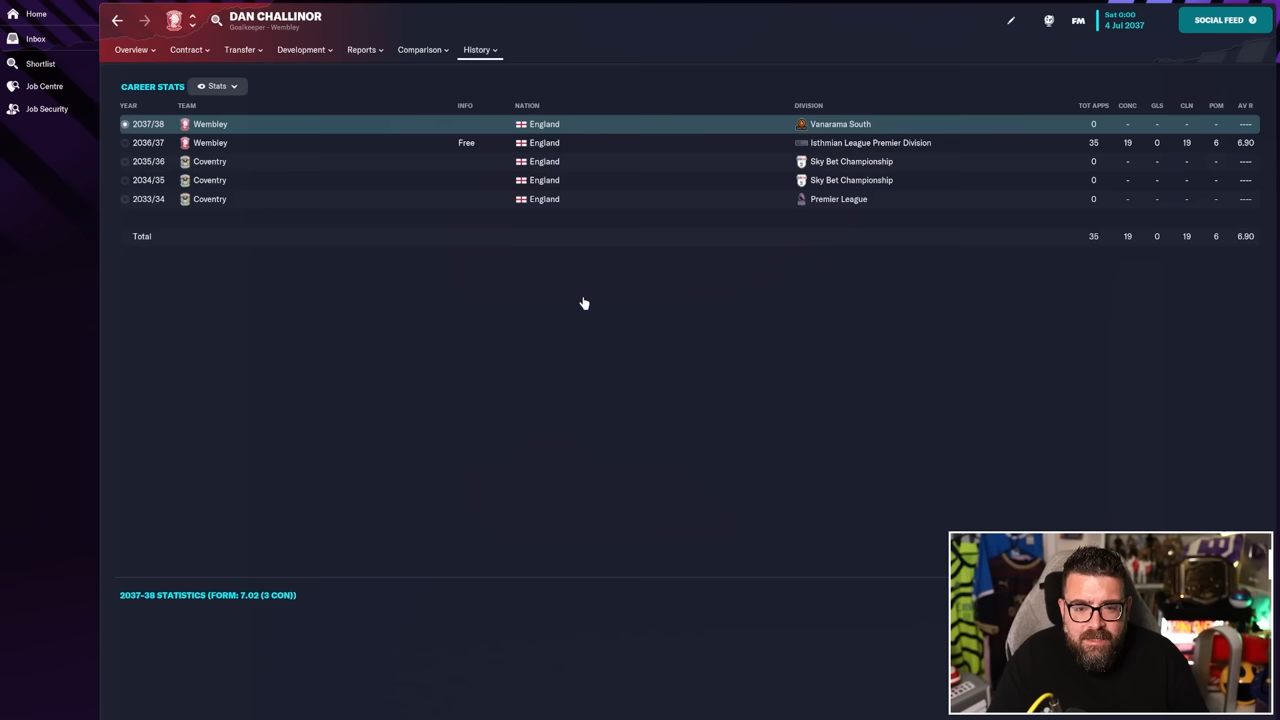 Home
Inbox
Shortlist
Job Centre
Job Security
DAN CHALLINOR
Goalkeeper - Wembley
FM
Sat 0:00
4 Jul 2037
SOCIAL FEED
Overview Contract Transfer Development Reports Comparison History
CAREER STATS Stats
YEAR TEAM INFO NATION DIVISION TOT APPS CONC GLS CLN POM AV R
2037/38 Wembley England Vanarama South 0 - - - - ----
2036/37 Wembley Free England Isthmian League Premier Division 35 19 0 19 6 6.90
2035/36 Coventry England Sky Bet Championship 0 - - - - ----
2034/35 Coventry England Sky Bet Championship 0 - - - - ----
2033/34 Coventry England Premier League 0 - - - - ----
Total 35 19 0 19 6 6.90
2037-38 STATISTICS (FORM: 7.02 (3 CON))